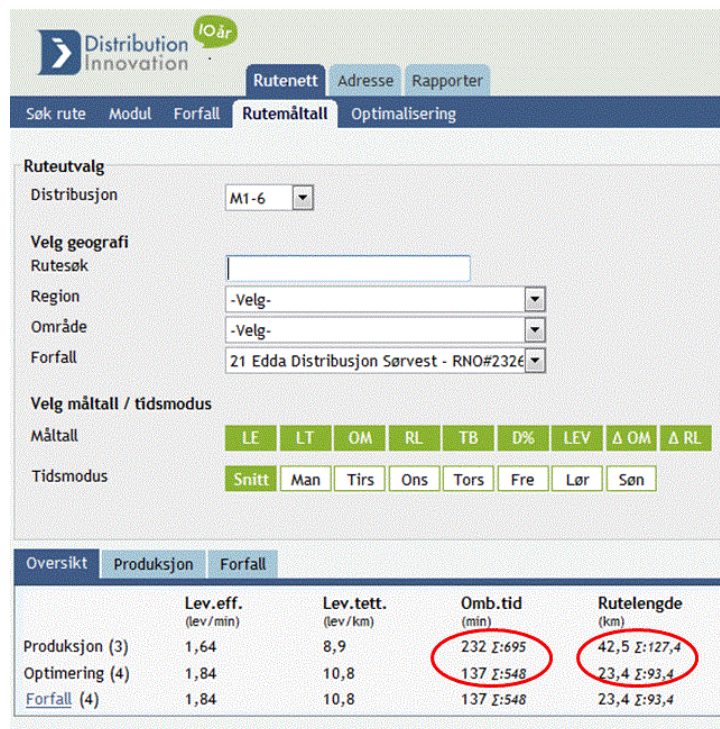 10år
Distribution
Innovation
Rutenett Adresse Rapporter
Søk rute Modul Forfall Rutemåltall Optimalisering
Ruteutvalg
Distribusjon M1-6
Velg geografi
Rutesøk
Region -Velg-
Område -Velg-
Forfall 21 Edda Distribusjon Sørvest - RNO#2326
Velg måltall / tidsmodus
Måltall LE LT OM RL TB D% LEV Δ OM Δ RL
Tidsmodus Snitt Man Tirs Ons Tors Fre Lør Søn
Oversikt Produksjon Forfall
Lev.eff. Lev.tett. Omb.tid Rutelengde
(lev/min) (lev/km) (min) (km)
Produksjon (3) 1,64 8,9 232 Σ:695 42,5 Σ:127,4
Optimering (4) 1,84 10,8 137 Σ:548 23,4 Σ:93,4
Forfall (4) 1,84 10,8 137 Σ:548 23,4 Σ:93,4